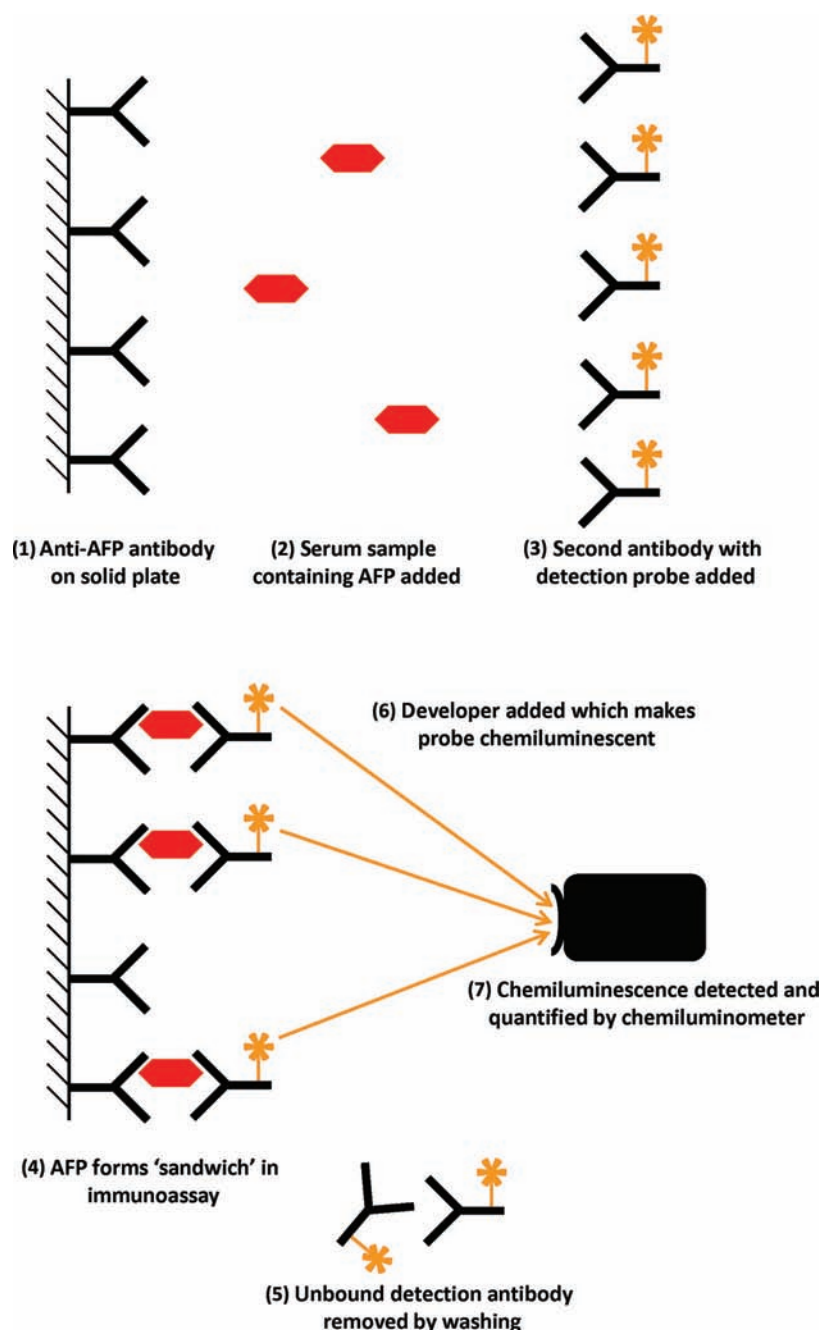 (1) Anti-AFP antibody
on solid plate
(2) Serum sample
containing AFP added
(3) Second antibody with
detection probe added
(6) Developer added which makes
probe chemiluminescent
(7) Chemiluminescence detected and
quantified by chemiluminometer
(4) AFP forms ‘sandwich’ in
immunoassay
(5) Unbound detection antibody
removed by washing